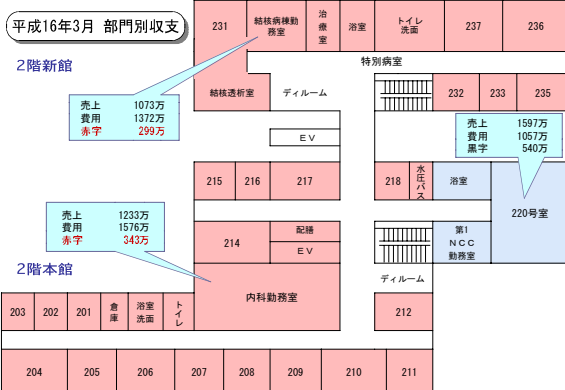 平成16年3月 部門別収支
231
結核病棟勤
務室
治
療
室
浴室
トイレ
洗面
237
236
2階新館
特別病室
結核透析室
ディルーム
232
233
235
売上 1073万
費用 1372万
赤字 299万
EV
売上 1597万
費用 1057万
黒字 540万
215
216
217
218
水
圧
バ
ス
浴室
220号室
売上 1233万
費用 1576万
赤字 343万
214
配膳
EV
第1
NCC
勤務室
2階本館
ディルーム
内科勤務室
203
202
201
倉
庫
浴室
洗面
ト
イ
レ
212
204
205
206
207
208
209
210
211